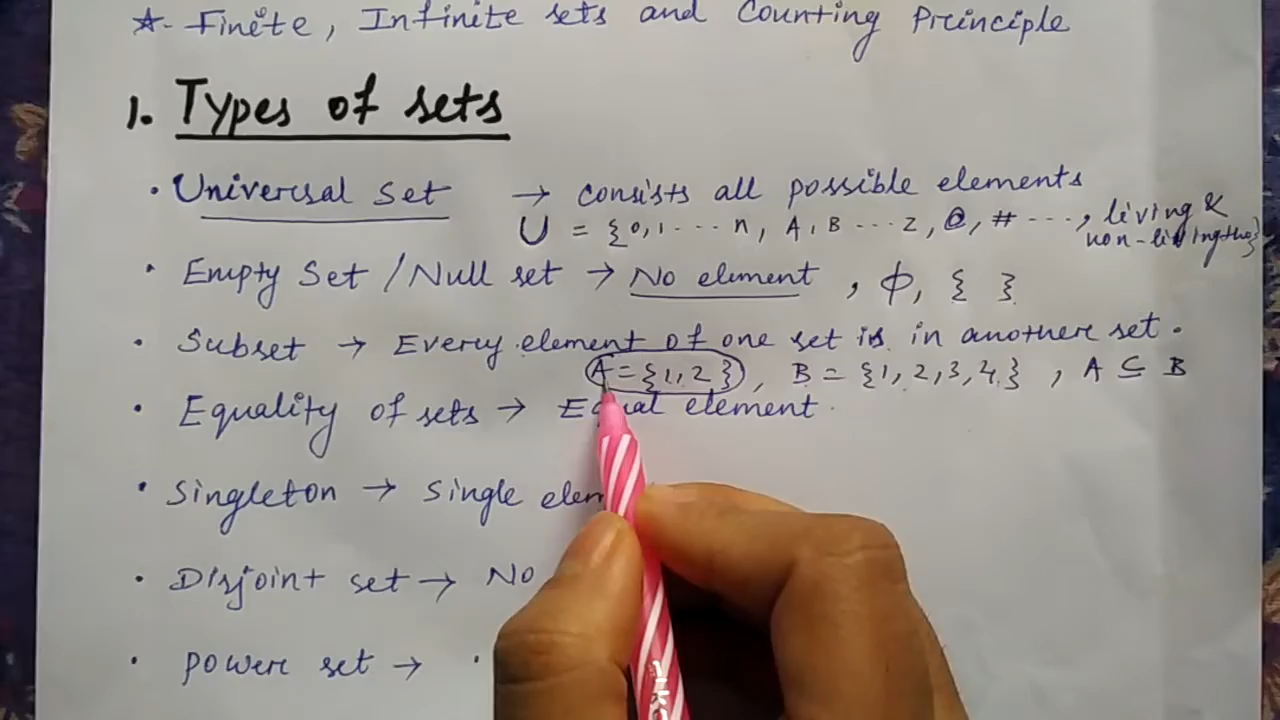 ☆- Finite, Infinite sets and Counting Principle
1. Types of sets
• Universal Set → consists all possible elements
U = {0,1 - - - n, A, B - - - Z, @, # - - -, living &
non-living
• Empty Set / Null set → No element, ϕ, { }
• Subset → Every element of one set is in another set.
A = {1, 2}, B = {1, 2, 3, 4}, A ⊆ B
• Equality of sets → Equal element.
• Singleton → Single elem
• Disjoint set → No
• Power set →